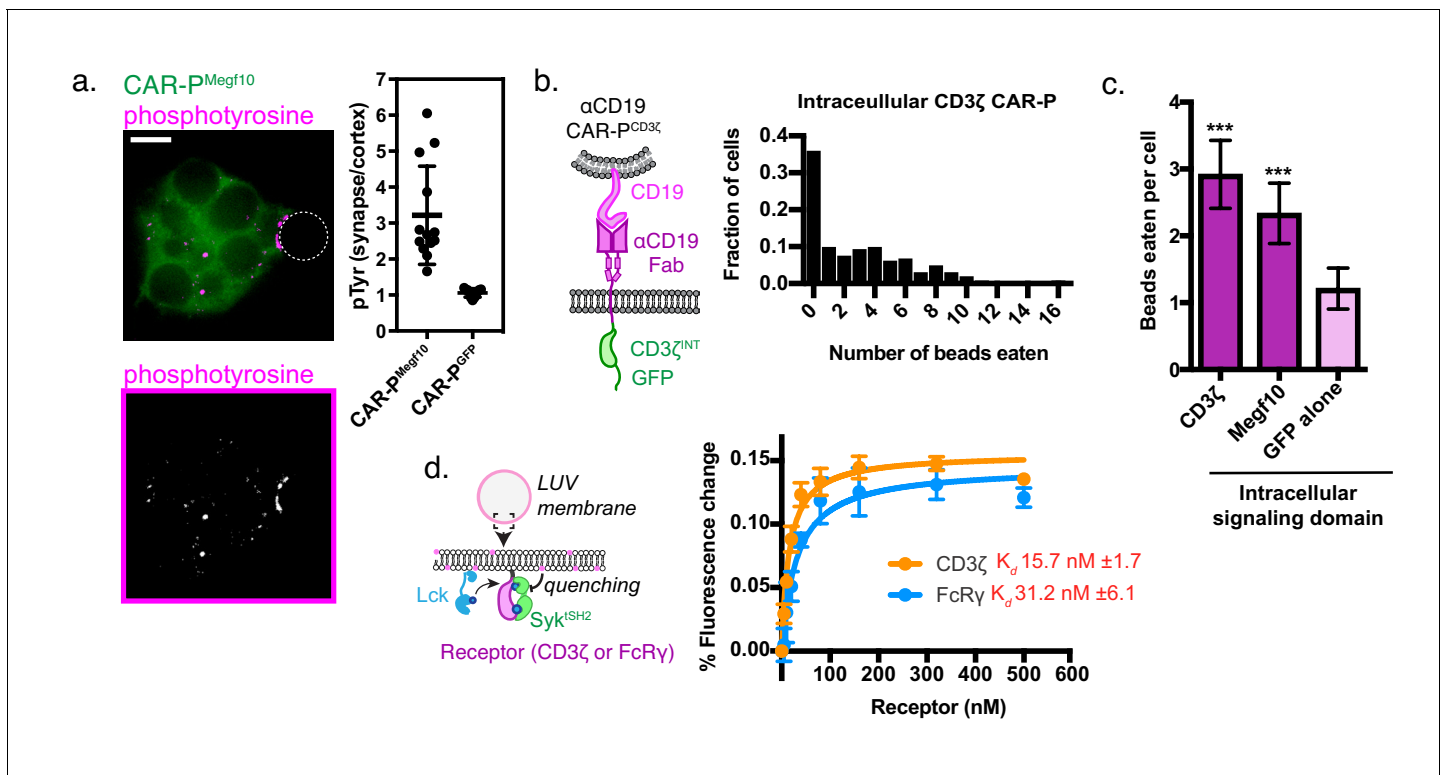 a.
CAR-P^Megf10
phosphotyrosine
phosphotyrosine
7
6
5
4
3
2
1
0
pTyr (synapse/cortex)
CAR-P^Megf10
CAR-P^GFP
b.
αCD19
CAR-P^CD3ζ
CD19
αCD19
Fab
CD3ζ^INT
GFP
Intraceullular CD3ζ CAR-P
0.4
0.3
0.2
0.1
0.0
Fraction of cells
0 2 4 6 8 10 12 14 16
Number of beads eaten
c.
4
3
2
1
0
Beads eaten per cell
***
***
CD3ζ
Megf10
GFP alone
Intracellular
signaling domain
d.
LUV
membrane
quenching
Lck
Syk^tSH2
Receptor (CD3ζ or FcRγ)
0.15
0.10
0.05
0.00
% Fluorescence change
CD3ζ K_d 15.7 nM ±1.7
FcRγ K_d 31.2 nM ±6.1
100 200 300 400 500 600
Receptor (nM)